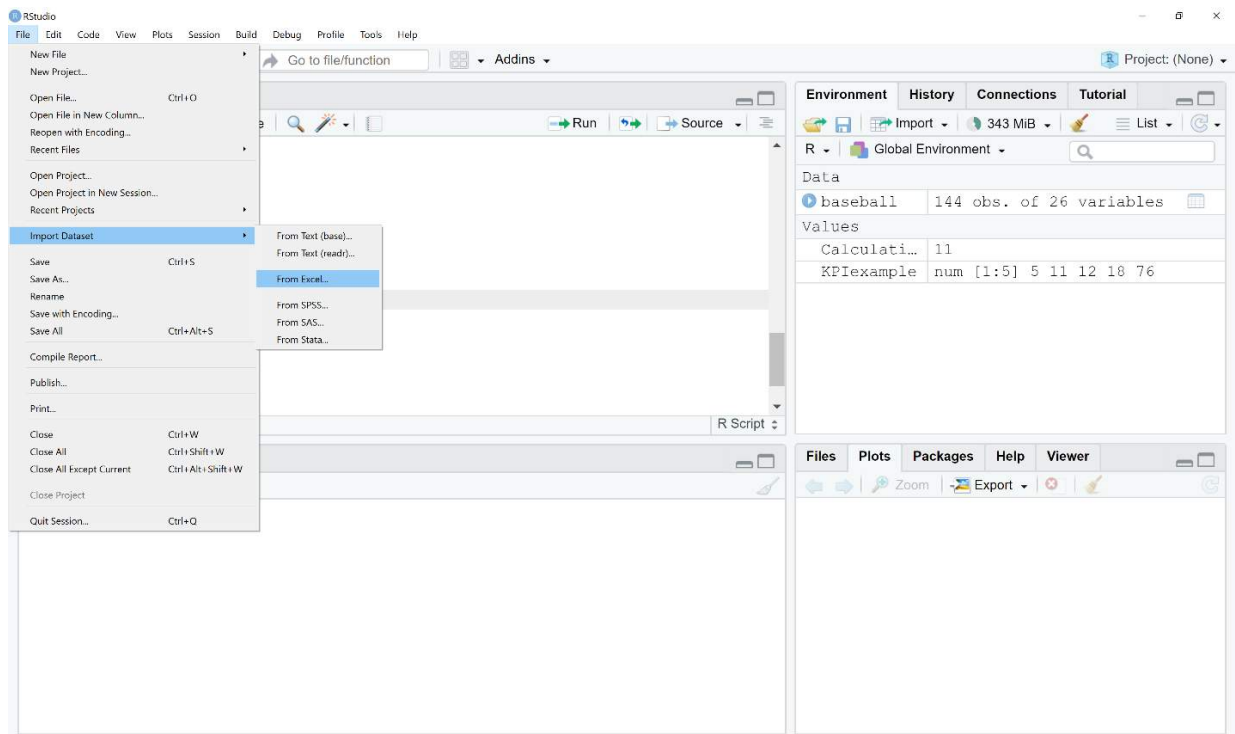 RStudio
File Edit Code View Plots Session Build Debug Profile Tools Help
New File
New Project...
Open File... Ctrl+O
Open File in New Column...
Reopen with Encoding...
Recent Files
Open Project...
Open Project in New Session...
Recent Projects
Import Dataset
Save Ctrl+S
Save As...
Rename
Save with Encoding...
Save All Ctrl+Alt+S
Compile Report...
Publish...
Print...
Close Ctrl+W
Close All Ctrl+Shift+W
Close All Except Current Ctrl+Alt+Shift+W
Close Project
Quit Session... Ctrl+Q
From Text (base)...
From Text (readr)...
From Excel...
From SPSS...
From SAS...
From Stata...
Go to file/function Addins Project: (None)
Run Source
R Script
Environment History Connections Tutorial
Import 343 MiB List
R Global Environment
Data
baseball 144 obs. of 26 variables
Values
Calculati… 11
KPIexample num [1:5] 5 11 12 18 76
Files Plots Packages Help Viewer
Zoom Export